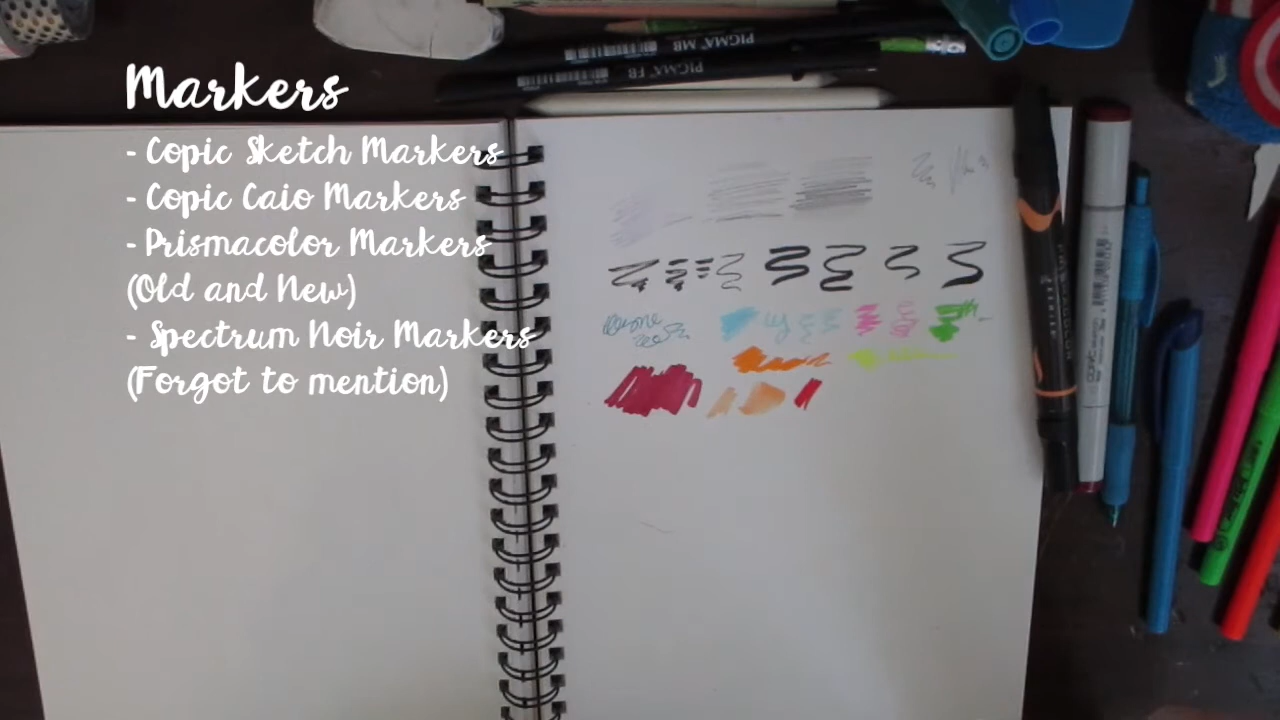 Markers
- Copic Sketch Markers
- Copic Caio Markers
- Prismacolor Markers
(Old and New)
- Spectrum Noir Markers
(Forgot to mention)
PIGMA MB
PIGMA FB
COPIC